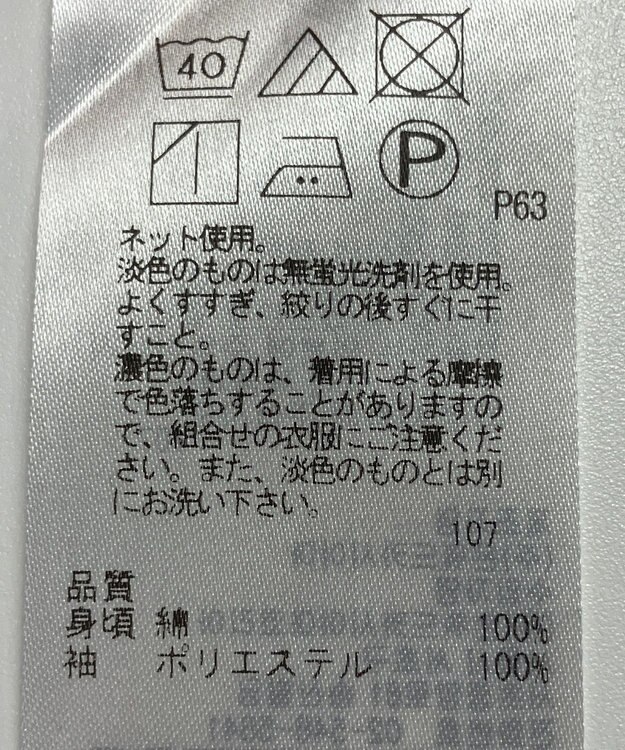 40
P
P63
ネット使用。
淡色のものは無蛍光洗剤を使用。
よくすすぎ、絞りの後すぐに干
すこと。
濃色のものは、着用による摩擦
で色落ちすることがありますの
で、組合せの衣服にご注意くだ
さい。また、淡色のものとは別
にお洗い下さい。
107
品質
身頃 綿 100%
袖 ポリエステル 100%